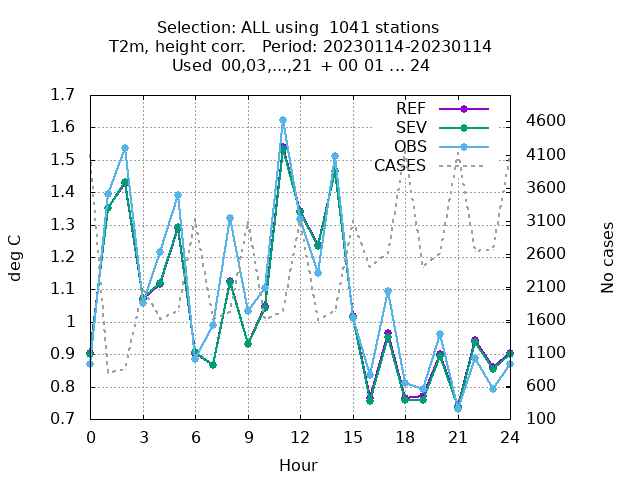 Selection: ALL using  1041 stations
T2m, height corr.   Period: 20230114-20230114
Used  00,03,...,21  + 00 01 ... 24
REF
SEV
OBS
CASES
1.7
1.6
1.5
1.4
1.3
1.2
1.1
1
0.9
0.8
0.7
deg C
4600
4100
3600
3100
2600
2100
1600
1100
600
100
No cases
0 3 6 9 12 15 18 21 24
Hour